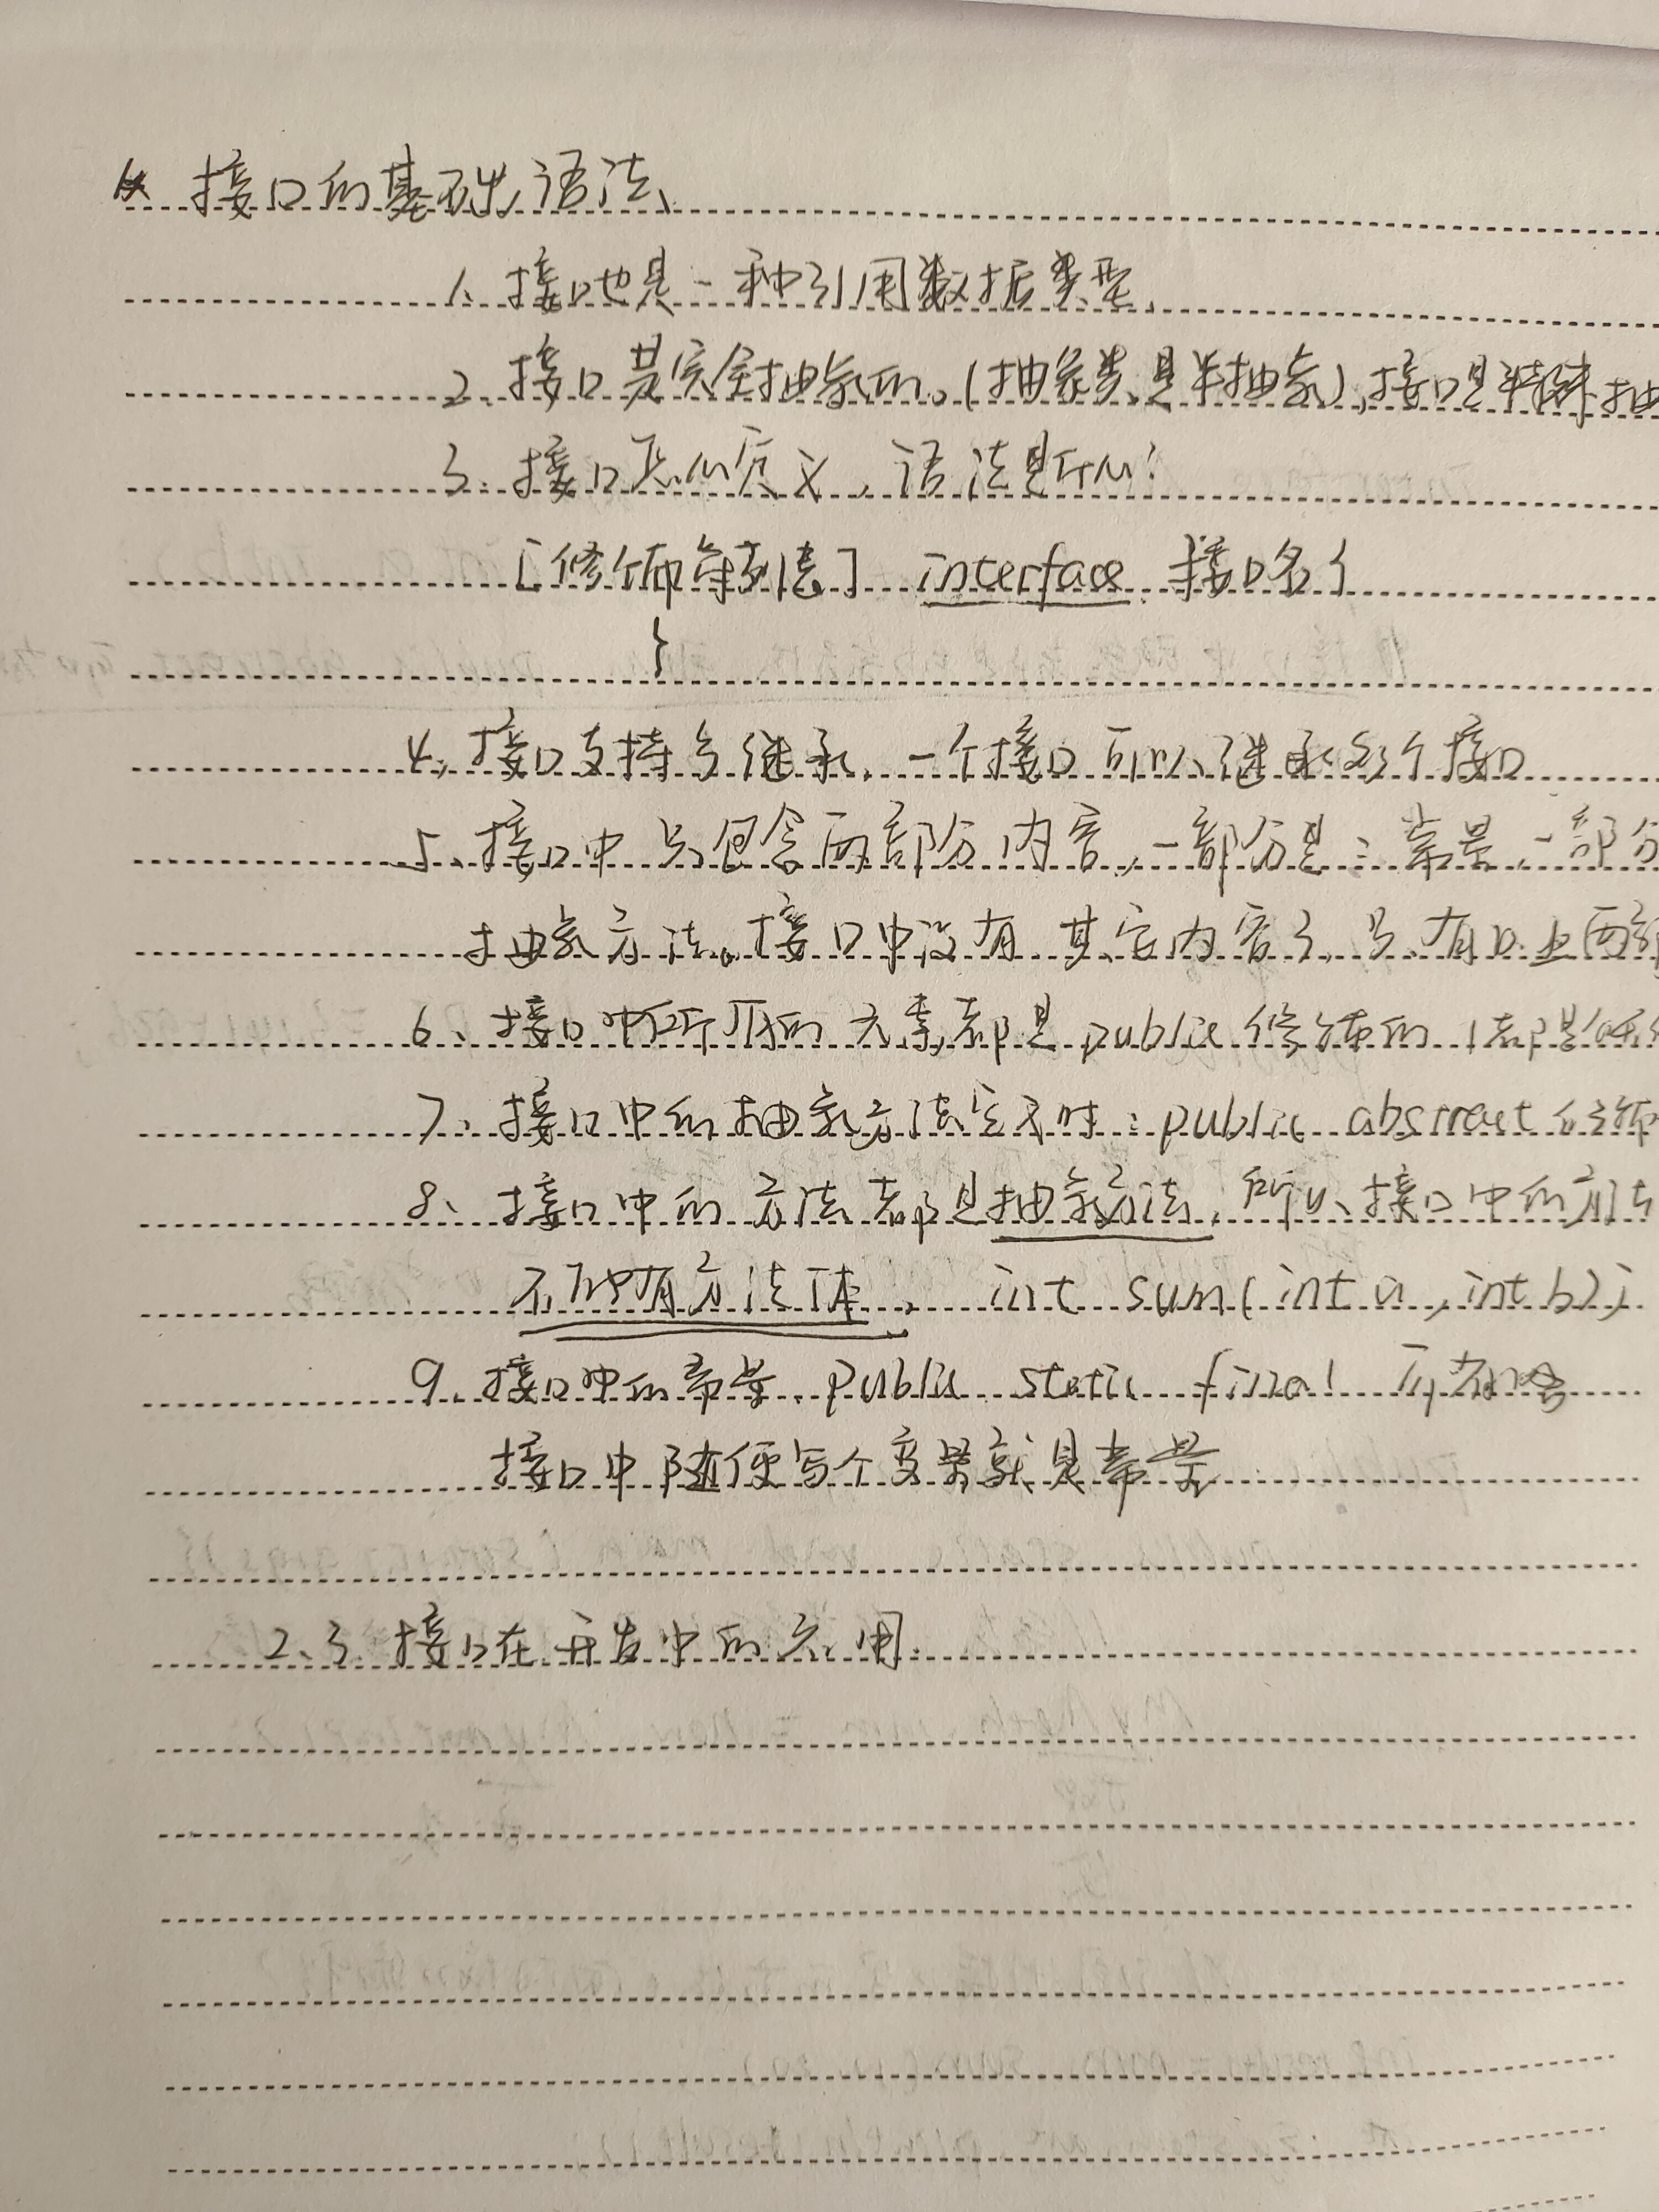 接口的基础语法
1、接口也是一种引用数据类型、
2、接口是完全抽象的。(抽象类是半抽象),接口是特殊抽
3、接口怎么定义,语法是什么:
[修饰符列表] interface 接口名{
}
4、接口支持多继承,一个接口可以继承多个接口
5、接口中只包含两部分内容,一部分是:常量,一部分
抽象方法。接口中没有其它内容了,只有以上两部
6、接口中所有的元素都是public修饰的(都是
7、接口中的抽象方法定义时:public absrract修饰
8、接口中的方法都是抽象方法,所以接口中的方法
不能有方法体, int sum(int a, int b);
9、接口中的常量 public static final 可省略
接口中随便写个变量就是常量
2、3、接口在开发中的 用